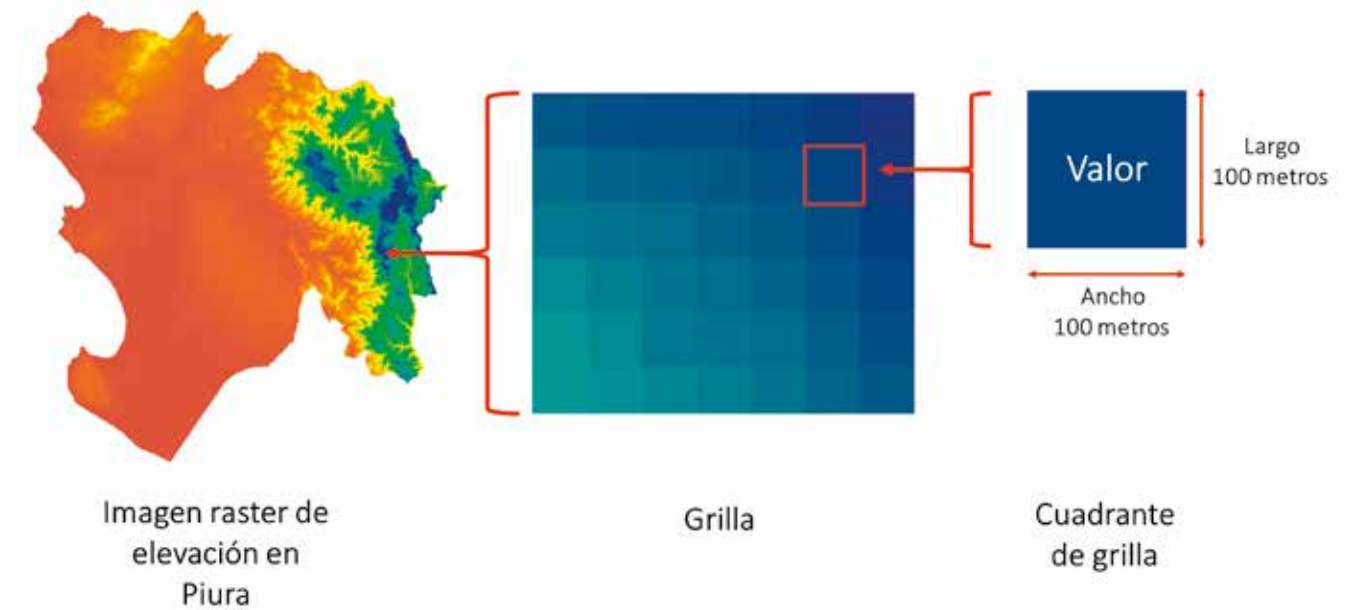 Valor
Largo
100 metros
Ancho
100 metros
Imagen raster de
elevación en
Piura
Grilla
Cuadrante
de grilla